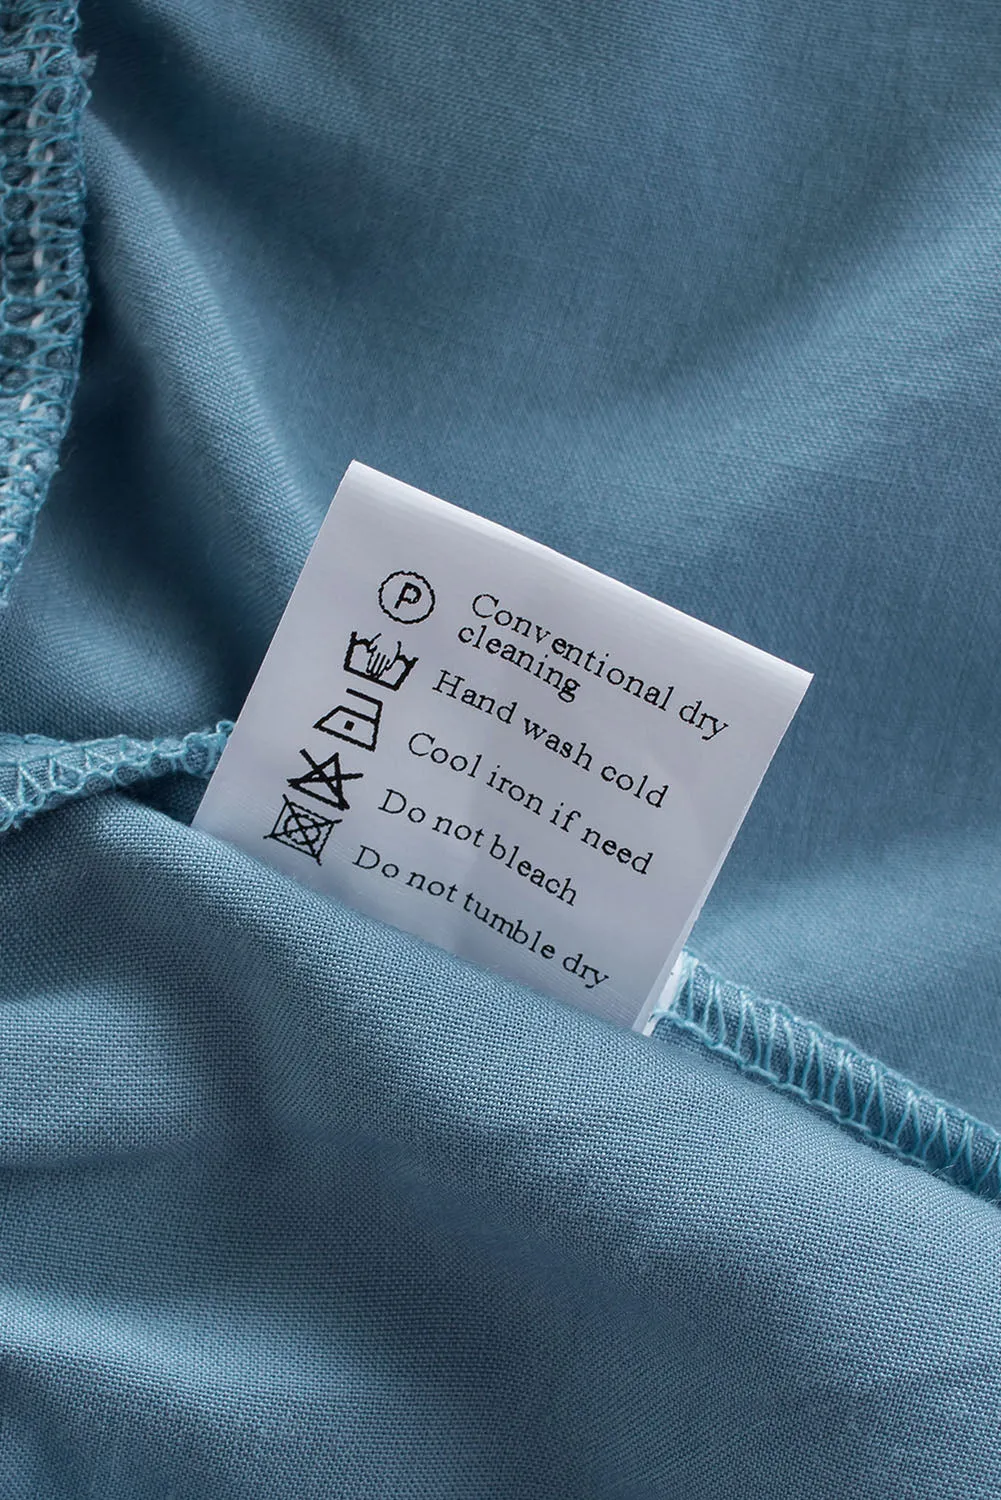 P
Conventional dry
cleaning
Hand wash cold
Cool iron if need
Do not bleach
Do not tumble dry